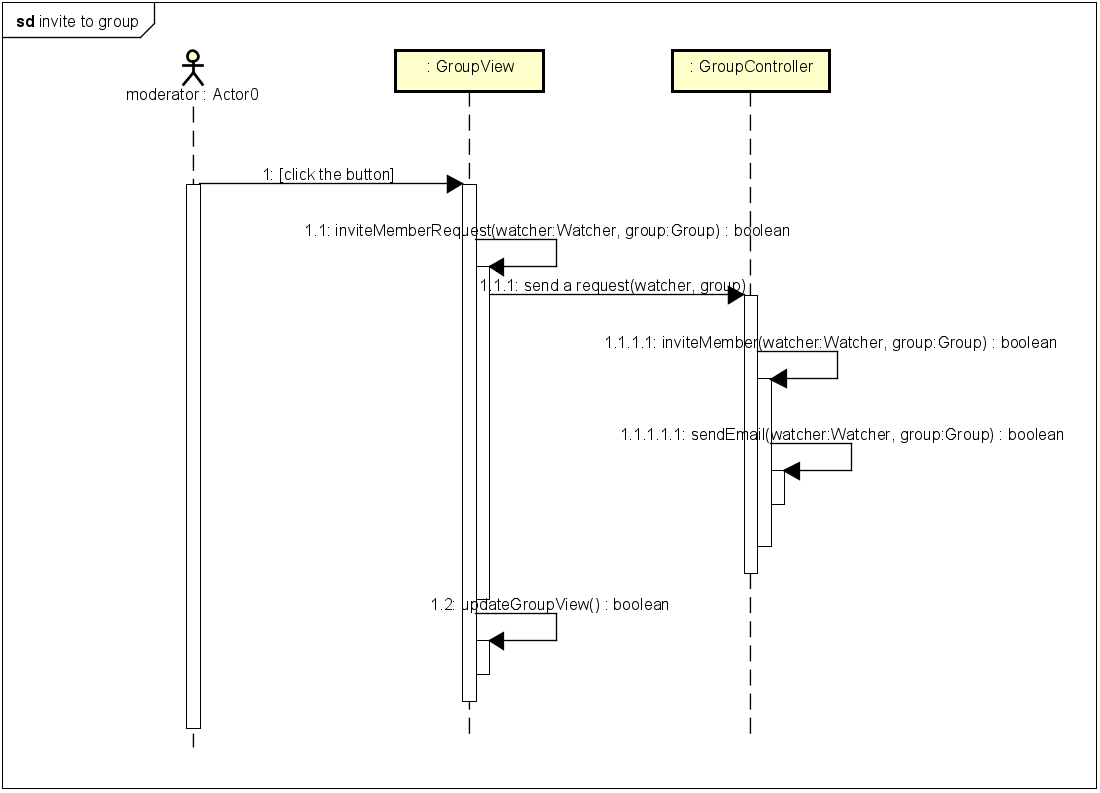 sd invite to group
moderator : Actor0
: GroupView
: GroupController
1: [click the button]
1.1: inviteMemberRequest(watcher:Watcher, group:Group) : boolean
1.1.1: send a request(watcher, group)
1.1.1.1: inviteMember(watcher:Watcher, group:Group) : boolean
1.1.1.1.1: sendEmail(watcher:Watcher, group:Group) : boolean
1.2: updateGroupView() : boolean